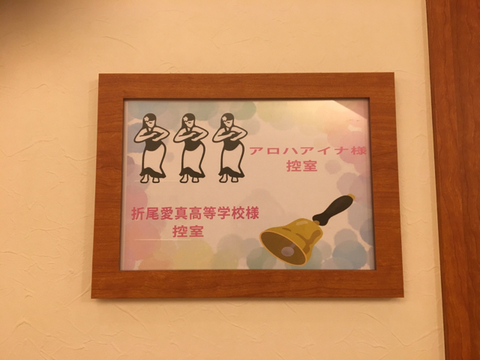 アロハアイナ様
控室
折尾愛真高等学校様
控室